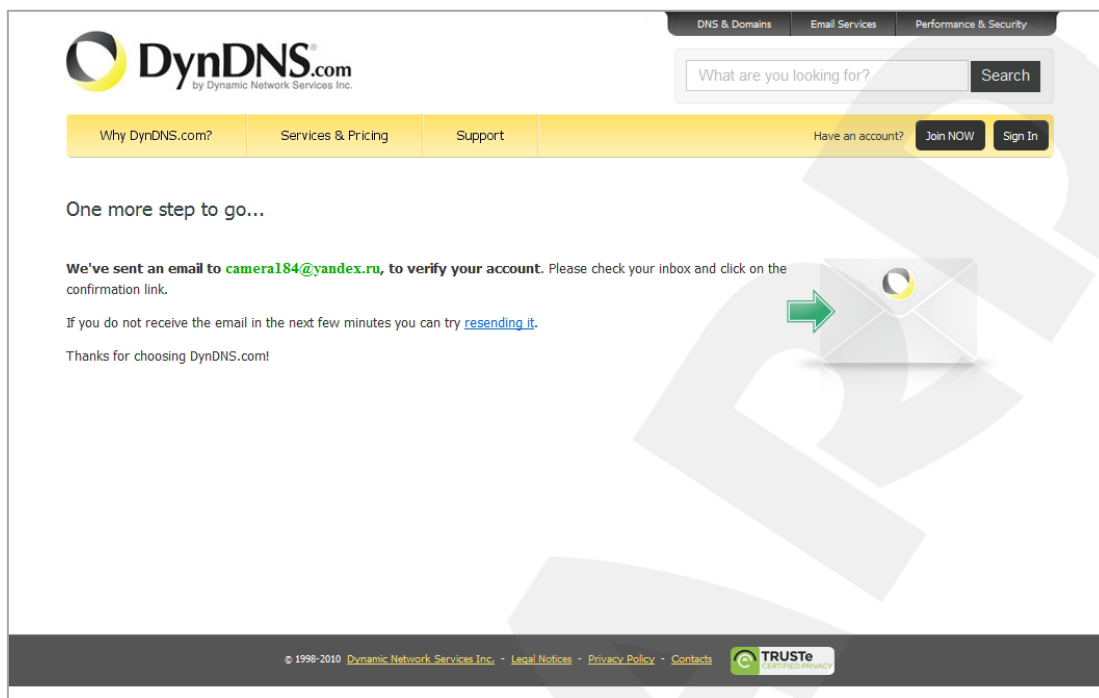 DNS & Domains Email Services Performance & Security
DynDNS.com
by Dynamic Network Services Inc.
What are you looking for? Search
Why DynDNS.com? Services & Pricing Support Have an account? Join NOW Sign In
One more step to go...
We've sent an email to camera184@yandex.ru, to verify your account. Please check your inbox and click on the
confirmation link.
If you do not receive the email in the next few minutes you can try resending it.
Thanks for choosing DynDNS.com!
© 1998-2010 Dynamic Network Services Inc. - Legal Notices - Privacy Policy - Contacts
TRUSTe
CERTIFIED PRIVACY